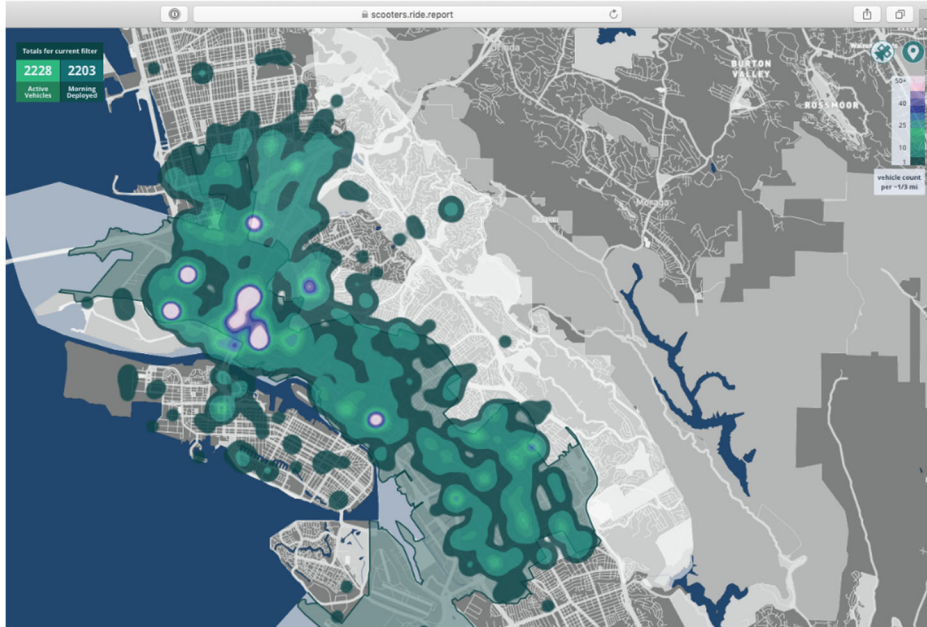 scooters.ride.report
Totals for current filter
2228 2203
Active Morning
Vehicles Deployed
Orinda
BURTON
VALLEY
ROSSMOOR
Moraga
50+
40
25
10
1
vehicle count
per ~1/3 mi